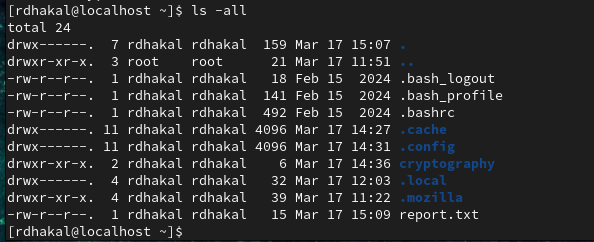 [rdhakal@localhost ~]$ ls -all
total 24
drwx------.  7 rdhakal rdhakal  159 Mar 17 15:07 .
drwxr-xr-x.  3 root    root      21 Mar 17 11:51 ..
-rw-r--r--.  1 rdhakal rdhakal   18 Feb 15  2024 .bash_logout
-rw-r--r--.  1 rdhakal rdhakal  141 Feb 15  2024 .bash_profile
-rw-r--r--.  1 rdhakal rdhakal  492 Feb 15  2024 .bashrc
drwx------. 11 rdhakal rdhakal 4096 Mar 17 14:27 .cache
drwx------. 11 rdhakal rdhakal 4096 Mar 17 14:31 .config
drwxr-xr-x.  2 rdhakal rdhakal    6 Mar 17 14:36 cryptography
drwx------.  4 rdhakal rdhakal   32 Mar 17 12:03 .local
drwxr-xr-x.  4 rdhakal rdhakal   39 Mar 17 11:22 .mozilla
-rw-r--r--.  1 rdhakal rdhakal   15 Mar 17 15:09 report.txt
[rdhakal@localhost ~]$